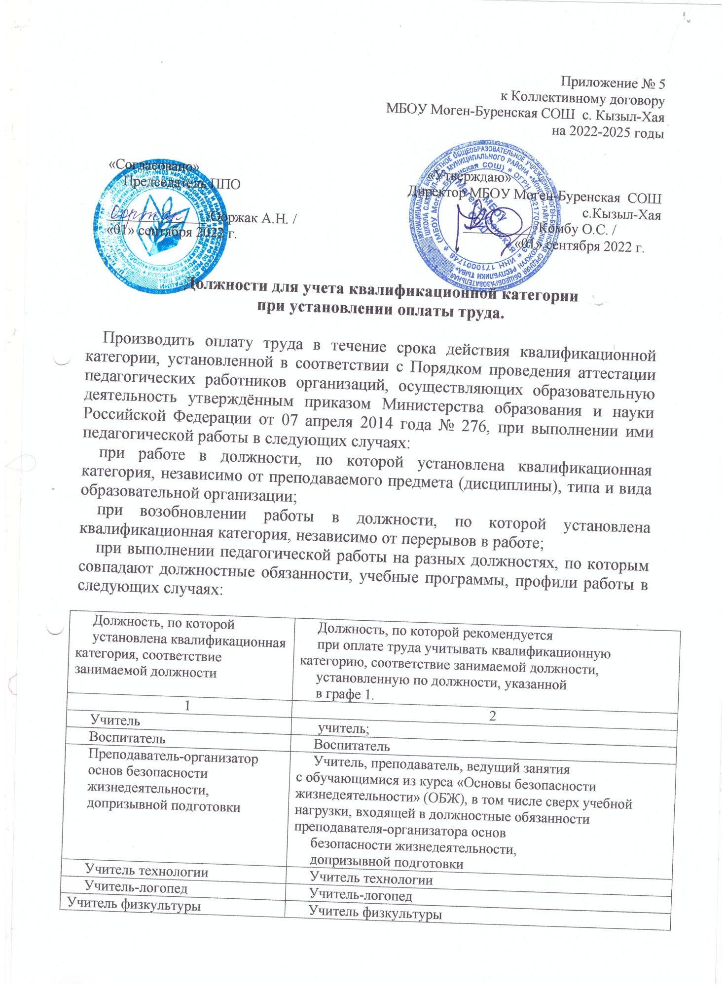 Приложение № 5
к Коллективному договору
МБОУ Моген-Буренская СОШ  с. Кызыл-Хая
на 2022-2025 годы
«Согласовано»
Председатель ППО
/Ооржак А.Н. /
«01» сентября 2022 г.
«Утверждаю»
Директор МБОУ Моген-Буренская  СОШ
с.Кызыл-Хая
/Комбу О.С. /
«01» сентября 2022 г.
Должности для учета квалификационной категории
при установлении оплаты труда.
Производить оплату труда в течение срока действия квалификационной
категории, установленной в соответствии с Порядком проведения аттестации
педагогических работников организаций, осуществляющих образовательную
деятельность утверждённым приказом Министерства образования и науки
Российской Федерации от 07 апреля 2014 года № 276, при выполнении ими
педагогической работы в следующих случаях:
при работе в должности, по которой установлена квалификационная
категория, независимо от преподаваемого предмета (дисциплины), типа и вида
образовательной организации;
при возобновлении работы в должности, по которой установлена
квалификационная категория, независимо от перерывов в работе;
при выполнении педагогической работы на разных должностях, по которым
совпадают должностные обязанности, учебные программы, профили работы в
следующих случаях:
Должность, по которой
установлена квалификационная
категория, соответствие
занимаемой должности
Должность, по которой рекомендуется
при оплате труда учитывать квалификационную
категорию, соответствие занимаемой должности,
установленную по должности, указанной
в графе 1.
1
2
Учитель
учитель;
Воспитатель
Воспитатель
Преподаватель-организатор
основ безопасности
жизнедеятельности,
допризывной подготовки
Учитель, преподаватель, ведущий занятия
с обучающимися из курса «Основы безопасности
жизнедеятельности» (ОБЖ), в том числе сверх учебной
нагрузки, входящей в должностные обязанности
преподавателя-организатора основ
безопасности жизнедеятельности,
допризывной подготовки
Учитель технологии
Учитель технологии
Учитель-логопед
Учитель-логопед
Учитель физкультуры
Учитель физкультуры